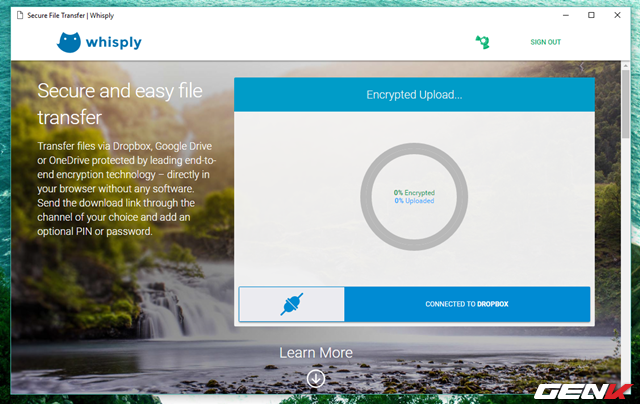 Secure File Transfer | Whisply
whisply
SIGN OUT
Secure and easy file
transfer
Transfer files via Dropbox, Google Drive
or OneDrive protected by leading end-to-
end encryption technology – directly in
your browser without any software.
Send the download link through the
channel of your choice and add an
optional PIN or password.
Encrypted Upload...
0% Encrypted
0% Uploaded
CONNECTED TO DROPBOX
Learn More
GENK